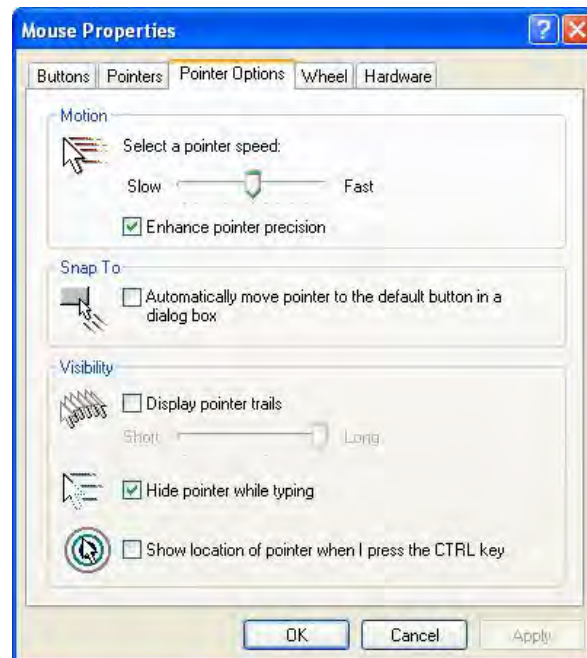 Mouse Properties
Buttons Pointers Pointer Options Wheel Hardware
Motion
Select a pointer speed:
Slow Fast
Enhance pointer precision
Snap To
Automatically move pointer to the default button in a
dialog box
Visibility
Display pointer trails
Short Long
Hide pointer while typing
Show location of pointer when I press the CTRL key
OK Cancel Apply